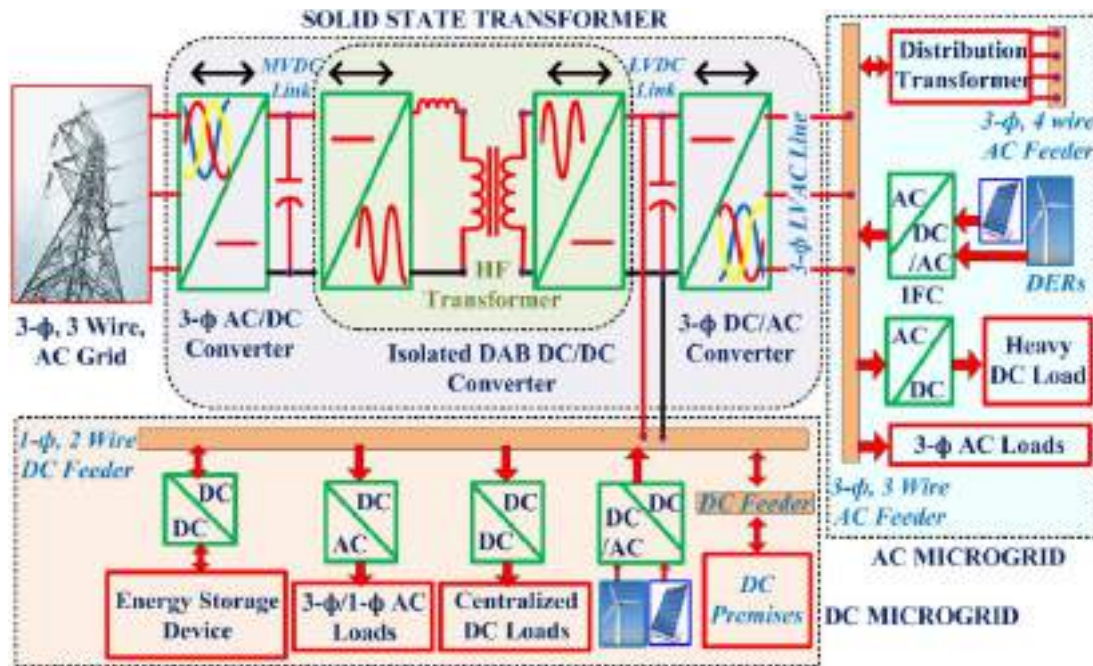 SOLID STATE TRANSFORMER
MVDC
Link
LVDC
Link
3-ϕ LVAC Line
HF
Transformer
3-ϕ, 3 Wire,
AC Grid
3-ϕ AC/DC
Converter
Isolated DAB DC/DC
Converter
3-ϕ DC/AC
Converter
Distribution
Transformer
3-ϕ, 4 wire
AC Feeder
AC
DC
/AC
IFC
DERs
AC
DC
Heavy
DC Load
3-ϕ AC Loads
3-ϕ, 3 Wire
AC Feeder
AC MICROGRID
1-ϕ, 2 Wire
DC Feeder
DC
DC
DC
AC
DC
DC
DC
DC
/AC
DC Feeder
Energy Storage
Device
3-ϕ/1-ϕ AC
Loads
Centralized
DC Loads
DC
Premises
DC MICROGRID